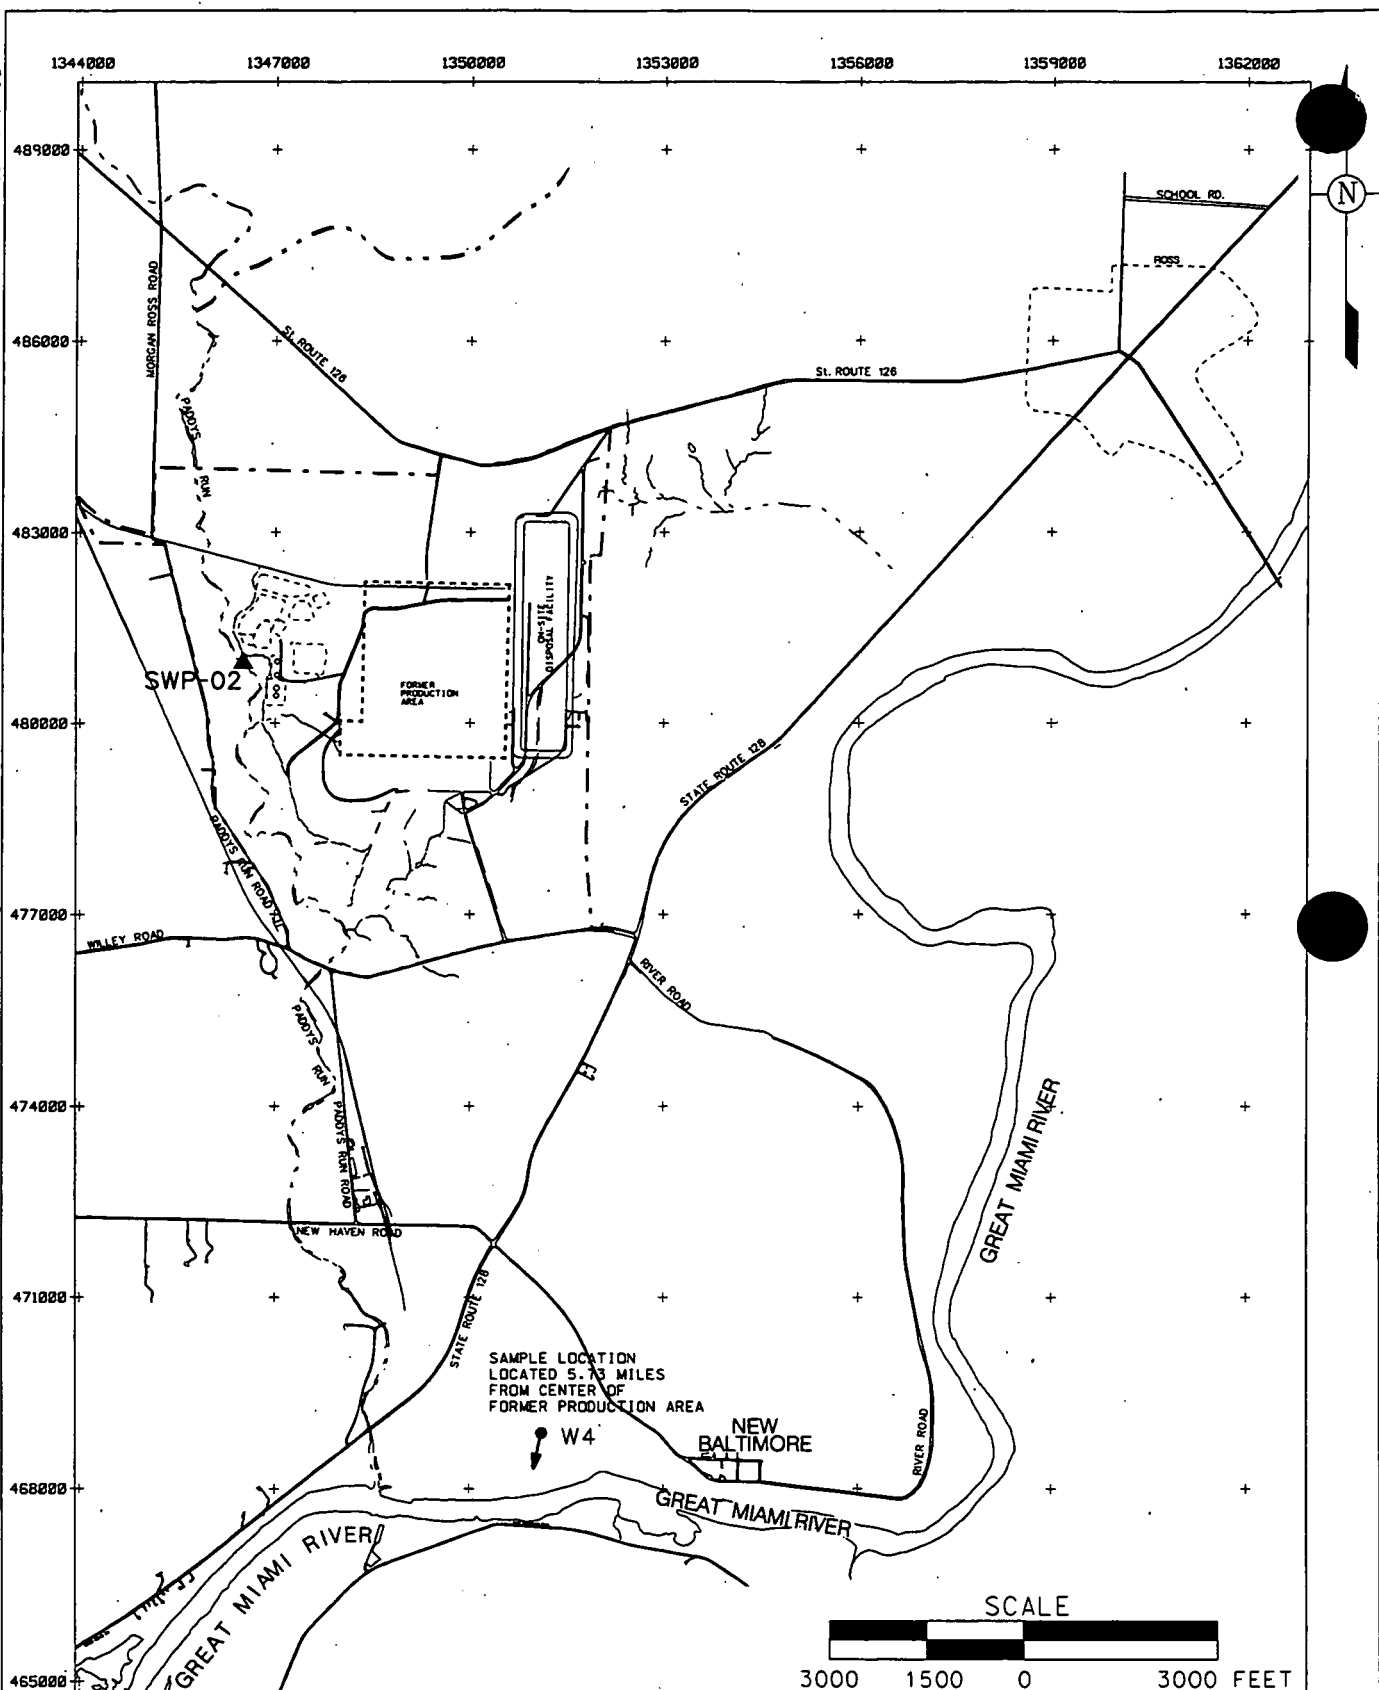 1344000 1347000 1350000 1353000 1356000 1359000 1362000
489000
N
SCHOOL RD.
ROSS
MORGAN ROSS ROAD
486000
St. ROUTE 126
St. ROUTE 126
PADDYS
RUN
483000
ON-SITE
DISPOSAL FACILITY
SWP-02
FORMER
PRODUCTION
AREA
480000
STATE ROUTE 128
PADDYS RUN ROAD
477000
WILLEY ROAD
RIVER ROAD
PADDYS
RUN
474000
PADDYS RUN ROAD
GREAT MIAMI RIVER
NEW HAVEN ROAD
471000
STATE ROUTE 128
SAMPLE LOCATION
LOCATED 5.73 MILES
FROM CENTER OF
FORMER PRODUCTION AREA
W4
NEW
BALTIMORE
RIVER ROAD
468000
GREAT MIAMI RIVER
GREAT MIAMI RIVER
SCALE
465000
3000 1500 0 3000 FEET